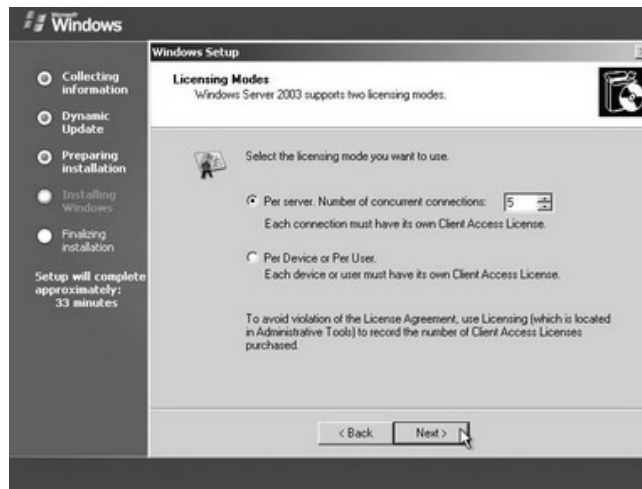 Microsoft
Windows
Collecting
information
Dynamic
Update
Preparing
installation
Installing
Windows
Finalizing
installation
Setup will complete
approximately:
33 minutes
Windows Setup
Licensing Modes
Windows Server 2003 supports two licensing modes.
Select the licensing mode you want to use.
Per server. Number of concurrent connections: 5
Each connection must have its own Client Access License.
Per Device or Per User.
Each device or user must have its own Client Access License.
To avoid violation of the License Agreement, use Licensing (which is located
in Administrative Tools) to record the number of Client Access Licenses
purchased.
< Back Next >